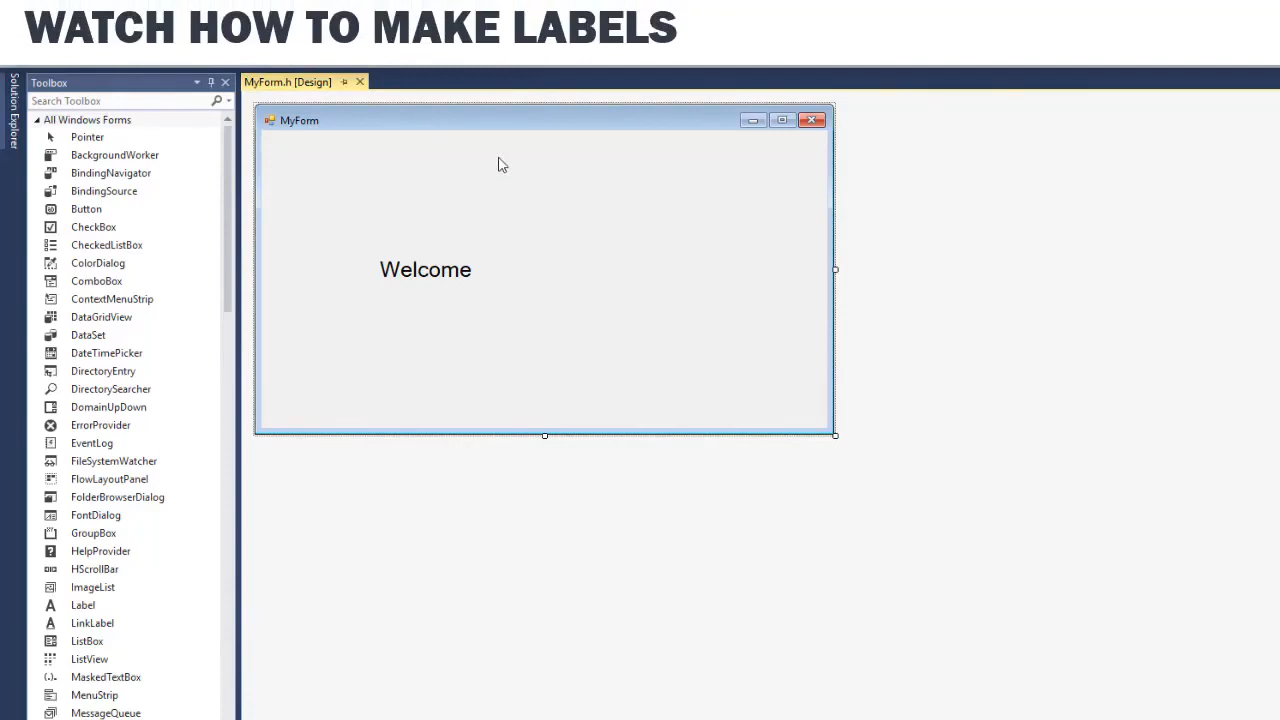 WATCH HOW TO MAKE LABELS
Solution Explorer
Toolbox
MyForm.h [Design]
Search Toolbox
All Windows Forms
MyForm
Pointer
BackgroundWorker
BindingNavigator
BindingSource
Button
CheckBox
CheckedListBox
ColorDialog
Welcome
ComboBox
ContextMenuStrip
DataGridView
DataSet
DateTimePicker
DirectoryEntry
DirectorySearcher
DomainUpDown
ErrorProvider
EventLog
FileSystemWatcher
FlowLayoutPanel
FolderBrowserDialog
FontDialog
GroupBox
HelpProvider
HScrollBar
ImageList
Label
LinkLabel
ListBox
ListView
MaskedTextBox
MenuStrip
MessageQueue